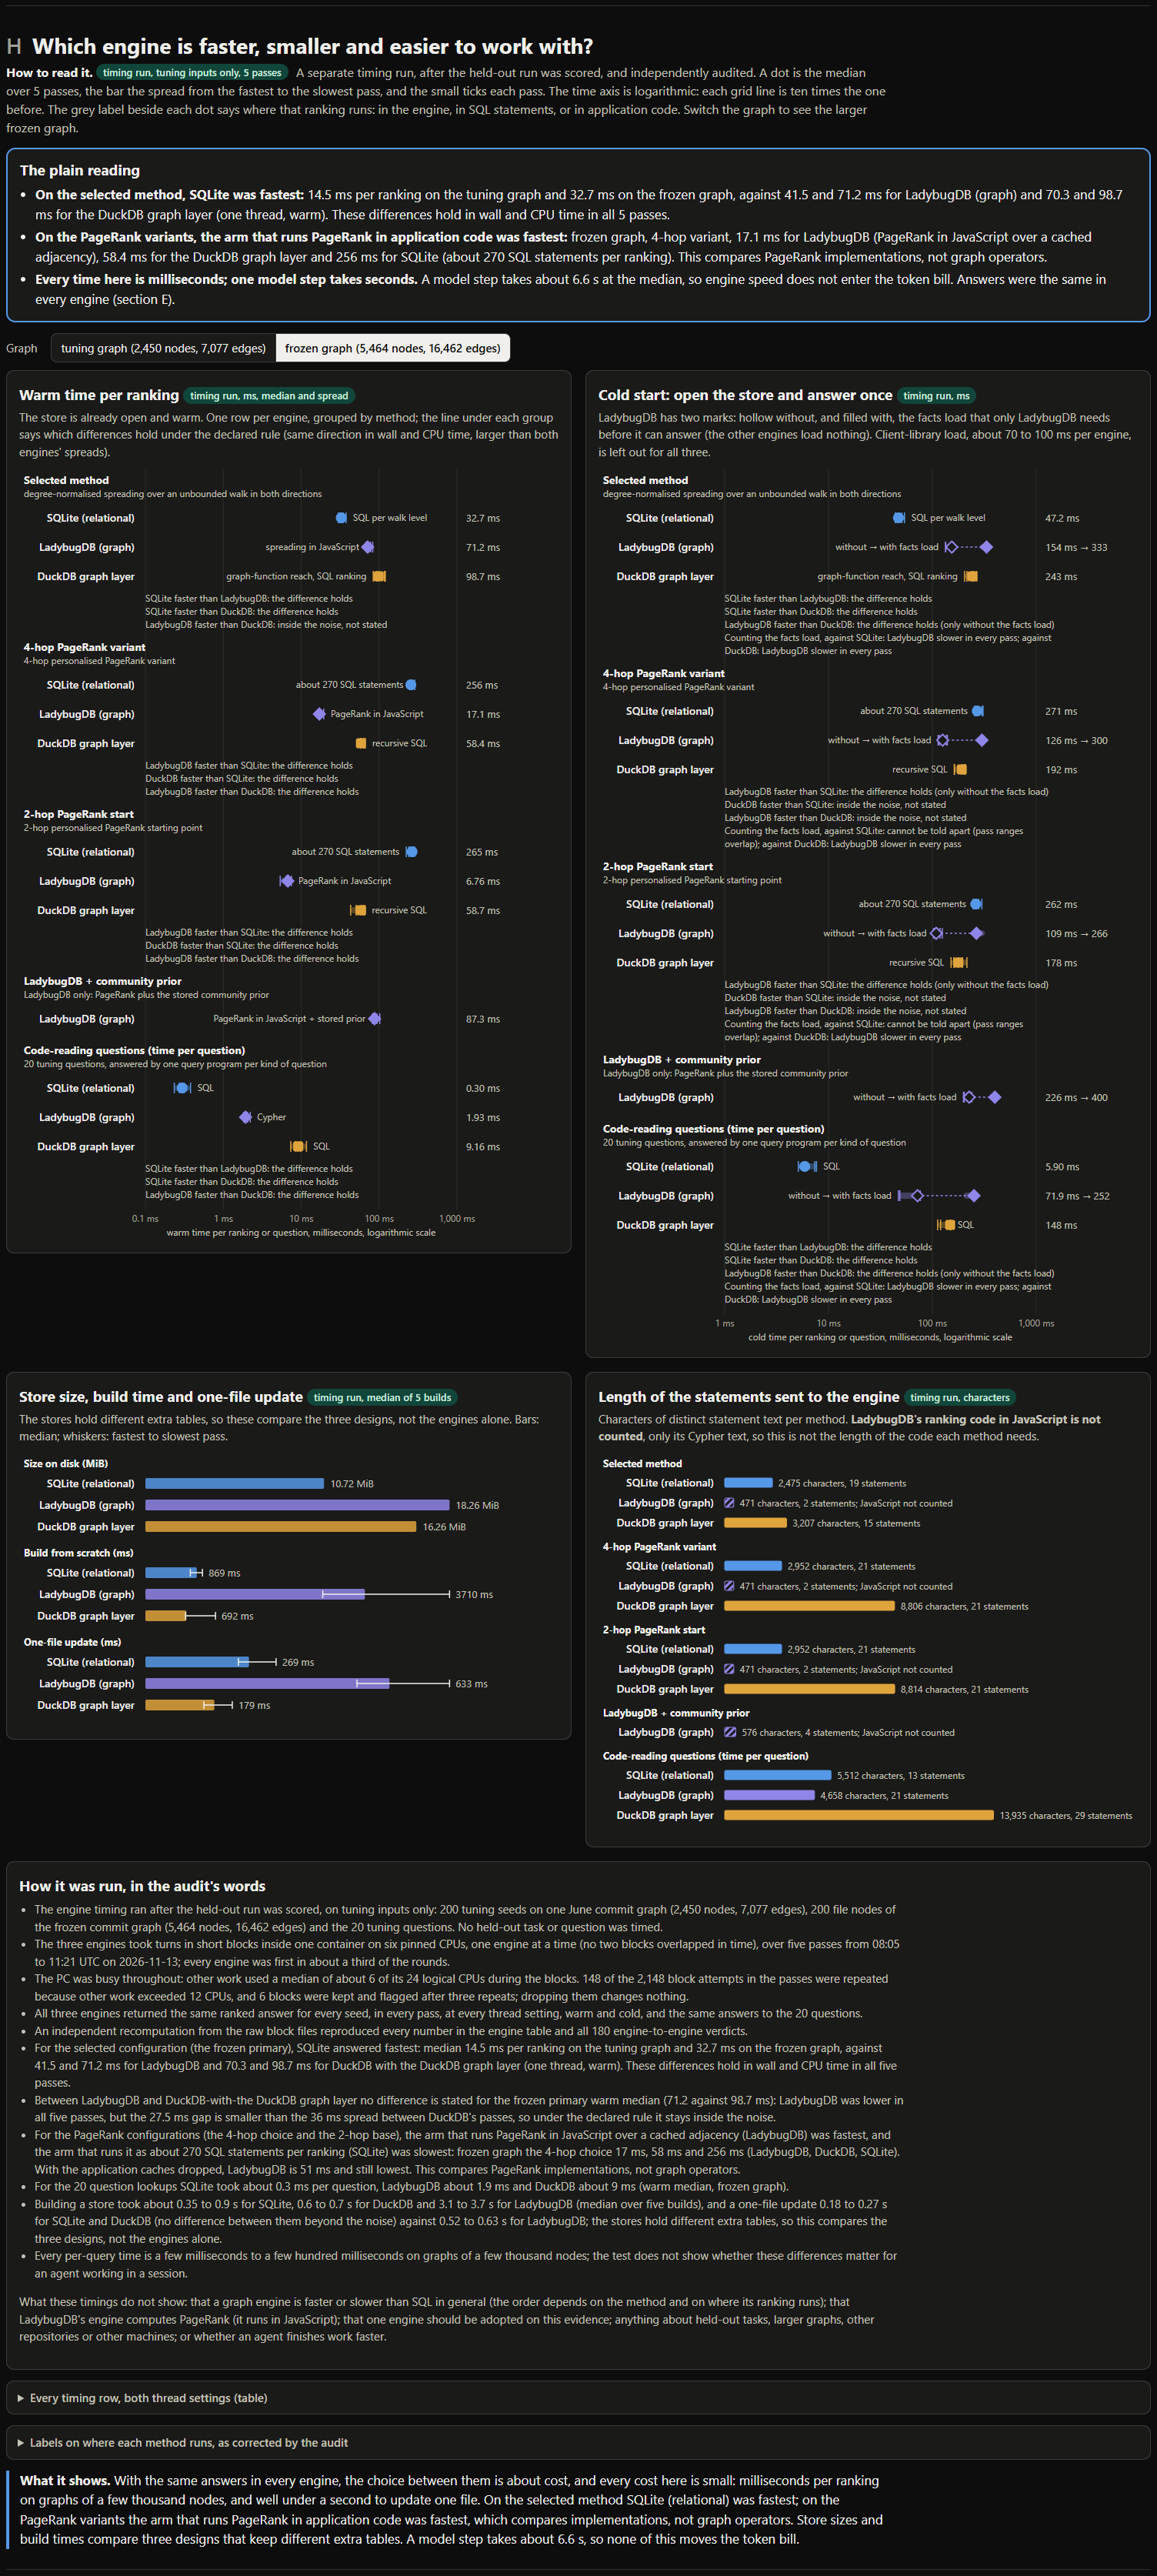 H Which engine is faster, smaller and easier to work with?
How to read it. timing run, tuning inputs only, 5 passes A separate timing run, after the held-out run was scored, and independently audited. A dot is the median
over 5 passes, the bar the spread from the fastest to the slowest pass, and the small ticks each pass. The time axis is logarithmic: each grid line is ten times the one
before. The grey label beside each dot says where that ranking runs: in the engine, in SQL statements, or in application code. Switch the graph to see the larger
frozen graph.
The plain reading
• On the selected method, SQLite was fastest: 14.5 ms per ranking on the tuning graph and 32.7 ms on the frozen graph, against 41.5 and 71.2 ms for LadybugDB (graph) and 70.3 and 98.7
ms for the DuckDB graph layer (one thread, warm). These differences hold in wall and CPU time in all 5 passes.
• On the PageRank variants, the arm that runs PageRank in application code was fastest: frozen graph, 4-hop variant, 17.1 ms for LadybugDB (PageRank in JavaScript over a cached
adjacency), 58.4 ms for the DuckDB graph layer and 256 ms for SQLite (about 270 SQL statements per ranking). This compares PageRank implementations, not graph operators.
• Every time here is milliseconds; one model step takes seconds. A model step takes about 6.6 s at the median, so engine speed does not enter the token bill. Answers were the same in
every engine (section E).
Graph tuning graph (2,450 nodes, 7,077 edges) frozen graph (5,464 nodes, 16,462 edges)
Warm time per ranking timing run, ms, median and spread
The store is already open and warm. One row per engine, grouped by method; the line under each group
says which differences hold under the declared rule (same direction in wall and CPU time, larger than both
engines' spreads).
Selected method
degree-normalised spreading over an unbounded walk in both directions
SQLite (relational) SQL per walk level 32.7 ms
LadybugDB (graph) spreading in JavaScript 71.2 ms
DuckDB graph layer graph-function reach, SQL ranking 98.7 ms
SQLite faster than LadybugDB: the difference holds
SQLite faster than DuckDB: the difference holds
LadybugDB faster than DuckDB: inside the noise, not stated
4-hop PageRank variant
4-hop personalised PageRank variant
SQLite (relational) about 270 SQL statements 256 ms
LadybugDB (graph) PageRank in JavaScript 17.1 ms
DuckDB graph layer recursive SQL 58.4 ms
LadybugDB faster than SQLite: the difference holds
DuckDB faster than SQLite: the difference holds
LadybugDB faster than DuckDB: the difference holds
2-hop PageRank start
2-hop personalised PageRank starting point
SQLite (relational) about 270 SQL statements 265 ms
LadybugDB (graph) PageRank in JavaScript 6.76 ms
DuckDB graph layer recursive SQL 58.7 ms
LadybugDB faster than SQLite: the difference holds
DuckDB faster than SQLite: the difference holds
LadybugDB faster than DuckDB: the difference holds
LadybugDB + community prior
LadybugDB only: PageRank plus the stored community prior
LadybugDB (graph) PageRank in JavaScript + stored prior 87.3 ms
Code-reading questions (time per question)
20 tuning questions, answered by one query program per kind of question
SQLite (relational) SQL 0.30 ms
LadybugDB (graph) Cypher 1.93 ms
DuckDB graph layer SQL 9.16 ms
SQLite faster than LadybugDB: the difference holds
SQLite faster than DuckDB: the difference holds
LadybugDB faster than DuckDB: the difference holds
0.1 ms 1 ms 10 ms 100 ms 1,000 ms
warm time per ranking or question, milliseconds, logarithmic scale
Cold start: open the store and answer once timing run, ms
LadybugDB has two marks: hollow without, and filled with, the facts load that only LadybugDB needs
before it can answer (the other engines load nothing). Client-library load, about 70 to 100 ms per engine,
is left out for all three.
Selected method
degree-normalised spreading over an unbounded walk in both directions
SQLite (relational) SQL per walk level 47.2 ms
LadybugDB (graph) without → with facts load 154 ms → 333
DuckDB graph layer graph-function reach, SQL ranking 243 ms
SQLite faster than LadybugDB: the difference holds
SQLite faster than DuckDB: the difference holds
LadybugDB faster than DuckDB: the difference holds (only without the facts load)
Counting the facts load, against SQLite: LadybugDB slower in every pass; against
DuckDB: LadybugDB slower in every pass
4-hop PageRank variant
4-hop personalised PageRank variant
SQLite (relational) about 270 SQL statements 271 ms
LadybugDB (graph) without → with facts load 126 ms → 300
DuckDB graph layer recursive SQL 192 ms
LadybugDB faster than SQLite: the difference holds (only without the facts load)
DuckDB faster than SQLite: inside the noise, not stated
LadybugDB faster than DuckDB: inside the noise, not stated
Counting the facts load, against SQLite: cannot be told apart (pass ranges
overlap); against DuckDB: LadybugDB slower in every pass
2-hop PageRank start
2-hop personalised PageRank starting point
SQLite (relational) about 270 SQL statements 262 ms
LadybugDB (graph) without → with facts load 109 ms → 266
DuckDB graph layer recursive SQL 178 ms
LadybugDB faster than SQLite: the difference holds (only without the facts load)
DuckDB faster than SQLite: inside the noise, not stated
LadybugDB faster than DuckDB: inside the noise, not stated
Counting the facts load, against SQLite: cannot be told apart (pass ranges
overlap); against DuckDB: LadybugDB slower in every pass
LadybugDB + community prior
LadybugDB only: PageRank plus the stored community prior
LadybugDB (graph) without → with facts load 226 ms → 400
Code-reading questions (time per question)
20 tuning questions, answered by one query program per kind of question
SQLite (relational) SQL 5.90 ms
LadybugDB (graph) without → with facts load 71.9 ms → 252
DuckDB graph layer SQL 148 ms
SQLite faster than LadybugDB: the difference holds
SQLite faster than DuckDB: the difference holds
LadybugDB faster than DuckDB: the difference holds (only without the facts load)
Counting the facts load, against SQLite: LadybugDB slower in every pass; against
DuckDB: LadybugDB slower in every pass
1 ms 10 ms 100 ms 1,000 ms
cold time per ranking or question, milliseconds, logarithmic scale
Store size, build time and one-file update timing run, median of 5 builds
The stores hold different extra tables, so these compare the three designs, not the engines alone. Bars:
median; whiskers: fastest to slowest pass.
Size on disk (MiB)
SQLite (relational) 10.72 MiB
LadybugDB (graph) 18.26 MiB
DuckDB graph layer 16.26 MiB
Build from scratch (ms)
SQLite (relational) 869 ms
LadybugDB (graph) 3710 ms
DuckDB graph layer 692 ms
One-file update (ms)
SQLite (relational) 269 ms
LadybugDB (graph) 633 ms
DuckDB graph layer 179 ms
Length of the statements sent to the engine timing run, characters
Characters of distinct statement text per method. LadybugDB's ranking code in JavaScript is not
counted, only its Cypher text, so this is not the length of the code each method needs.
Selected method
SQLite (relational) 2,475 characters, 19 statements
LadybugDB (graph) 471 characters, 2 statements; JavaScript not counted
DuckDB graph layer 3,207 characters, 15 statements
4-hop PageRank variant
SQLite (relational) 2,952 characters, 21 statements
LadybugDB (graph) 471 characters, 2 statements; JavaScript not counted
DuckDB graph layer 8,806 characters, 21 statements
2-hop PageRank start
SQLite (relational) 2,952 characters, 21 statements
LadybugDB (graph) 471 characters, 2 statements; JavaScript not counted
DuckDB graph layer 8,814 characters, 21 statements
LadybugDB + community prior
LadybugDB (graph) 576 characters, 4 statements; JavaScript not counted
Code-reading questions (time per question)
SQLite (relational) 5,512 characters, 13 statements
LadybugDB (graph) 4,658 characters, 21 statements
DuckDB graph layer 13,935 characters, 29 statements
How it was run, in the audit's words
• The engine timing ran after the held-out run was scored, on tuning inputs only: 200 tuning seeds on one June commit graph (2,450 nodes, 7,077 edges), 200 file nodes of
the frozen commit graph (5,464 nodes, 16,462 edges) and the 20 tuning questions. No held-out task or question was timed.
• The three engines took turns in short blocks inside one container on six pinned CPUs, one engine at a time (no two blocks overlapped in time), over five passes from 08:05
to 11:21 UTC on 2026-11-13; every engine was first in about a third of the rounds.
• The PC was busy throughout: other work used a median of about 6 of its 24 logical CPUs during the blocks. 148 of the 2,148 block attempts in the passes were repeated
because other work exceeded 12 CPUs, and 6 blocks were kept and flagged after three repeats; dropping them changes nothing.
• All three engines returned the same ranked answer for every seed, in every pass, at every thread setting, warm and cold, and the same answers to the 20 questions.
• An independent recomputation from the raw block files reproduced every number in the engine table and all 180 engine-to-engine verdicts.
• For the selected configuration (the frozen primary), SQLite answered fastest: median 14.5 ms per ranking on the tuning graph and 32.7 ms on the frozen graph, against
41.5 and 71.2 ms for LadybugDB and 70.3 and 98.7 ms for DuckDB with the DuckDB graph layer (one thread, warm). These differences hold in wall and CPU time in all five
passes.
• Between LadybugDB and DuckDB-with-the DuckDB graph layer no difference is stated for the frozen primary warm median (71.2 against 98.7 ms): LadybugDB was lower in
all five passes, but the 27.5 ms gap is smaller than the 36 ms spread between DuckDB's passes, so under the declared rule it stays inside the noise.
• For the PageRank configurations (the 4-hop choice and the 2-hop base), the arm that runs PageRank in JavaScript over a cached adjacency (LadybugDB) was fastest, and
the arm that runs it as about 270 SQL statements per ranking (SQLite) was slowest: frozen graph the 4-hop choice 17 ms, 58 ms and 256 ms (LadybugDB, DuckDB, SQLite).
With the application caches dropped, LadybugDB is 51 ms and still lowest. This compares PageRank implementations, not graph operators.
• For the 20 question lookups SQLite took about 0.3 ms per question, LadybugDB about 1.9 ms and DuckDB about 9 ms (warm median, frozen graph).
• Building a store took about 0.35 to 0.9 s for SQLite, 0.6 to 0.7 s for DuckDB and 3.1 to 3.7 s for LadybugDB (median over five builds), and a one-file update 0.18 to 0.27 s
for SQLite and DuckDB (no difference between them beyond the noise) against 0.52 to 0.63 s for LadybugDB; the stores hold different extra tables, so this compares the
three designs, not the engines alone.
• Every per-query time is a few milliseconds to a few hundred milliseconds on graphs of a few thousand nodes; the test does not show whether these differences matter for
an agent working in a session.
What these timings do not show: that a graph engine is faster or slower than SQL in general (the order depends on the method and on where its ranking runs); that
LadybugDB's engine computes PageRank (it runs in JavaScript); that one engine should be adopted on this evidence; anything about held-out tasks, larger graphs, other
repositories or other machines; or whether an agent finishes work faster.
▶ Every timing row, both thread settings (table)
▶ Labels on where each method runs, as corrected by the audit
What it shows. With the same answers in every engine, the choice between them is about cost, and every cost here is small: milliseconds per ranking
on graphs of a few thousand nodes, and well under a second to update one file. On the selected method SQLite (relational) was fastest; on the
PageRank variants the arm that runs PageRank in application code was fastest, which compares implementations, not graph operators. Store sizes and
build times compare three designs that keep different extra tables. A model step takes about 6.6 s, so none of this moves the token bill.